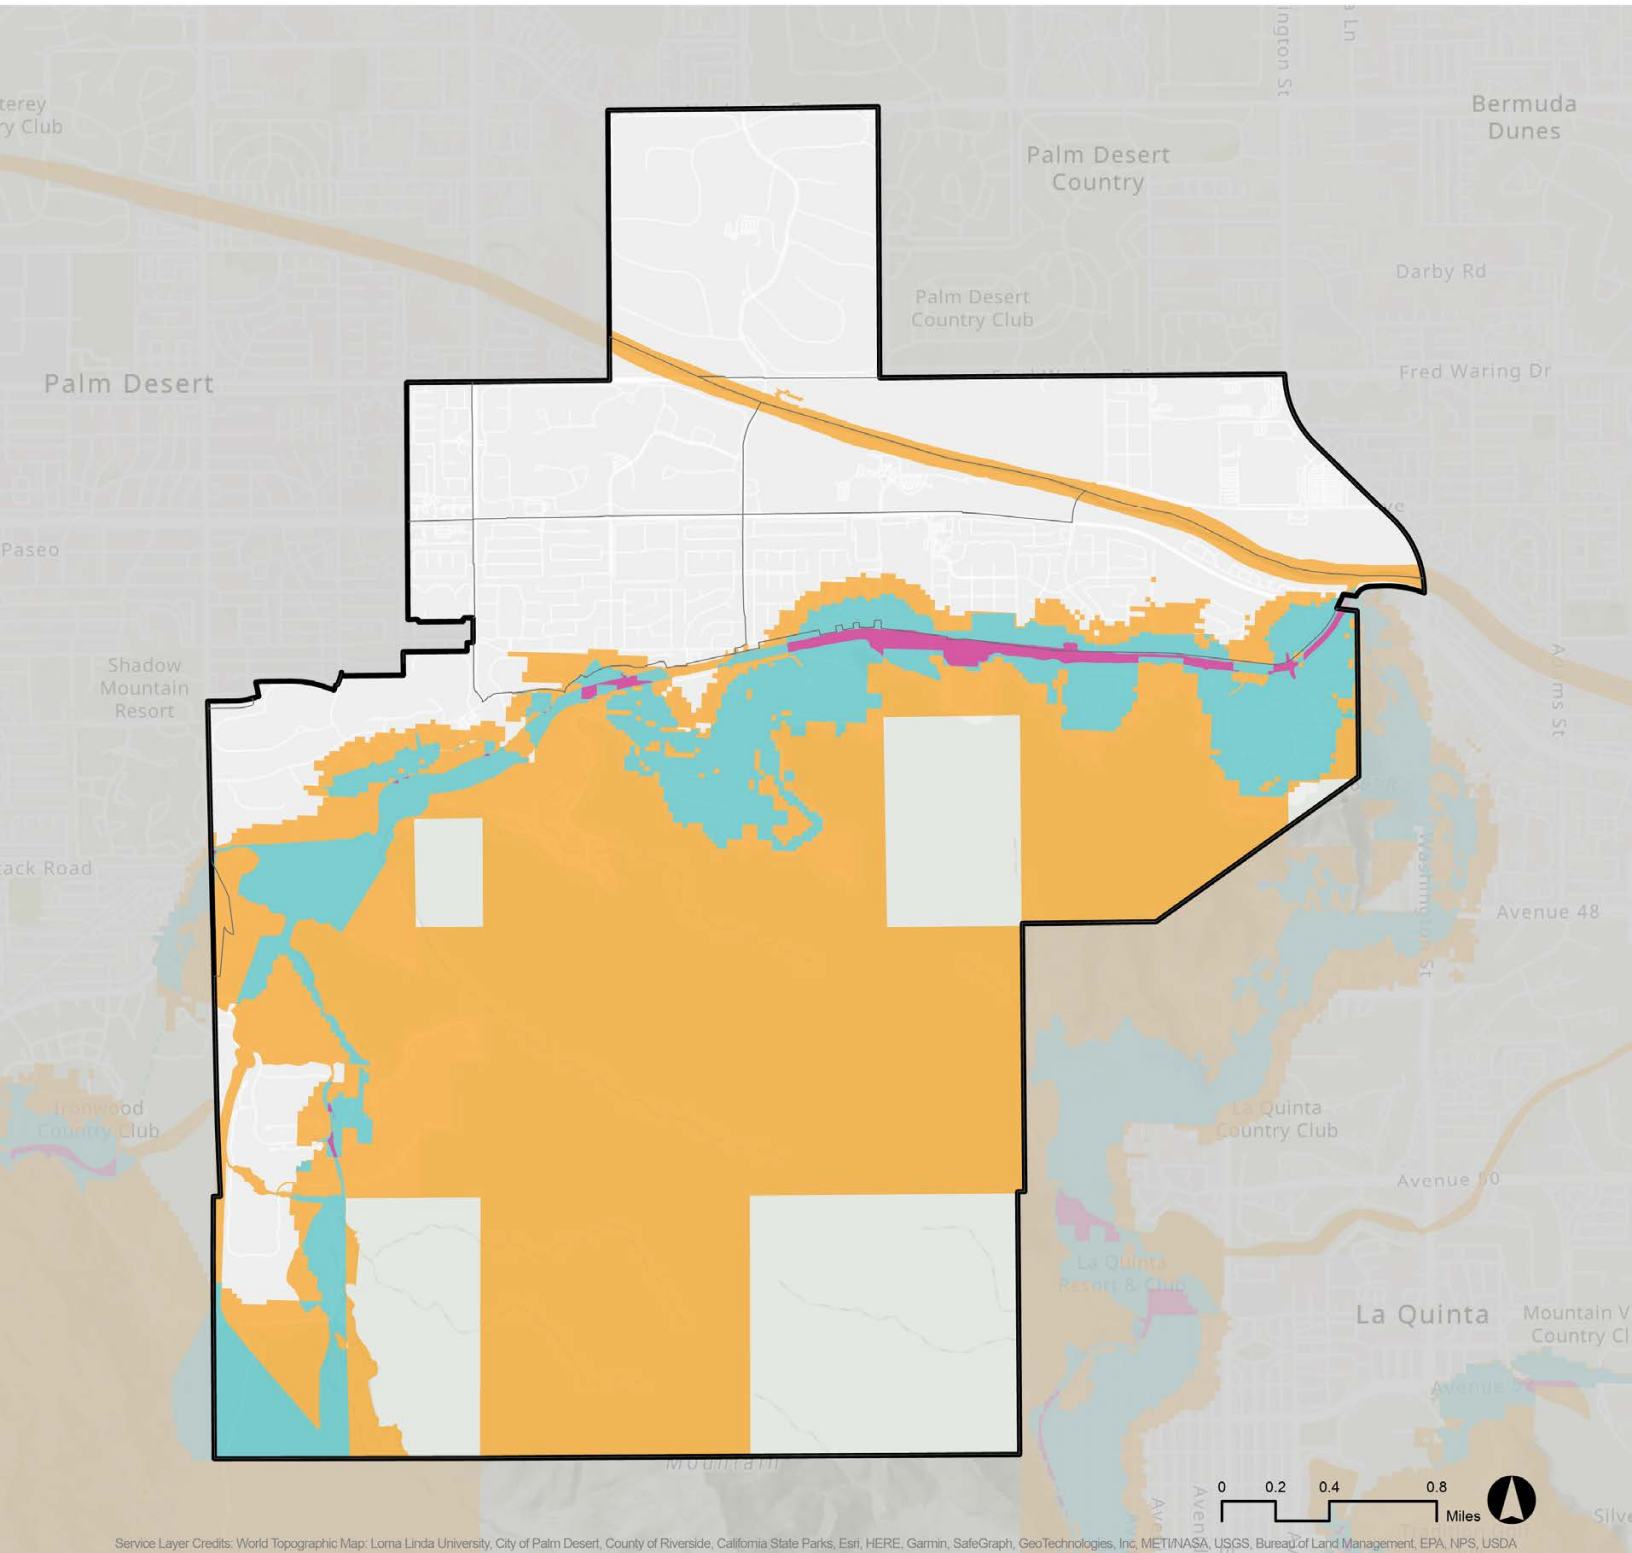 Bermuda
Dunes
Palm Desert
Country
Darby Rd
Palm Desert
Country Club
Fred Waring Dr
Palm Desert
Paseo
Shadow
Mountain
Resort
Adams St
Avenue 48
Washington St
Ironwood
Country Club
La Quinta
Country Club
Avenue 50
La Quinta
Resort & Club
La Quinta
Mountain V
Country Cl
Mountain
0 0.2 0.4 0.8
Miles
Service Layer Credits: World Topographic Map: Loma Linda University, City of Palm Desert, County of Riverside, California State Parks, Esri, HERE, Garmin, SafeGraph, GeoTechnologies, Inc, METI/NASA, USGS, Bureau of Land Management, EPA, NPS, USDA